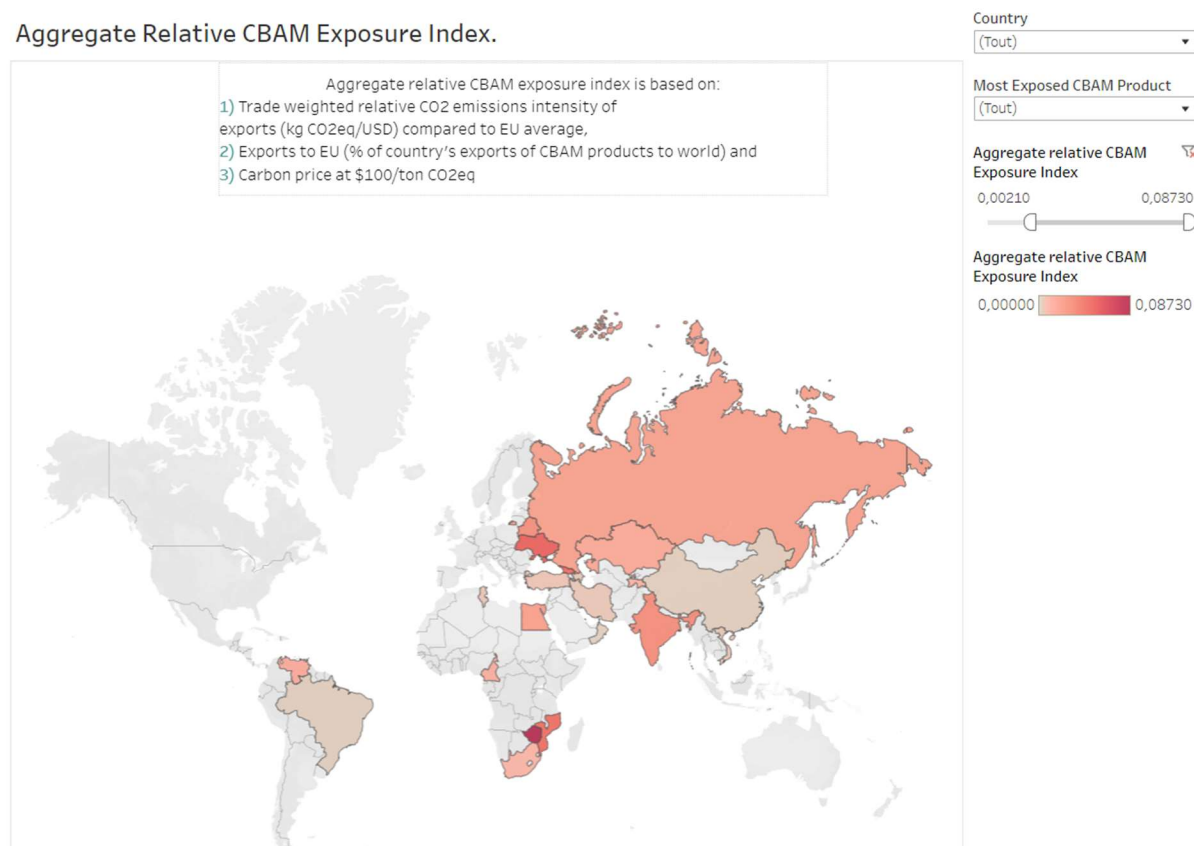 Aggregate Relative CBAM Exposure Index.
Aggregate relative CBAM exposure index is based on:
1) Trade weighted relative CO2 emissions intensity of
exports (kg CO2eq/USD) compared to EU average,
2) Exports to EU (% of country's exports of CBAM products to world) and
3) Carbon price at $100/ton CO2eq
Country
(Tout)
Most Exposed CBAM Product
(Tout)
Aggregate relative CBAM
Exposure Index
0,00210 0,08730
Aggregate relative CBAM
Exposure Index
0,00000 0,08730